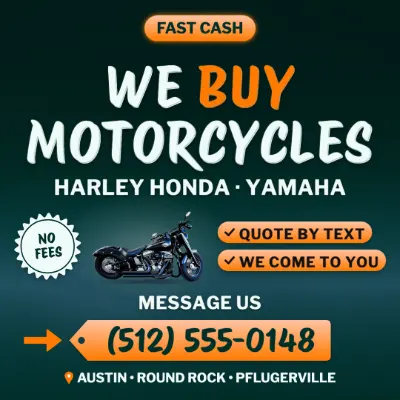 FAST CASH
WE BUY
MOTORCYCLES
HARLEY HONDA · YAMAHA
NO
FEES
✓ QUOTE BY TEXT
✓ WE COME TO YOU
MESSAGE US
(512) 555-0148
AUSTIN • ROUND ROCK • PFLUGERVILLE